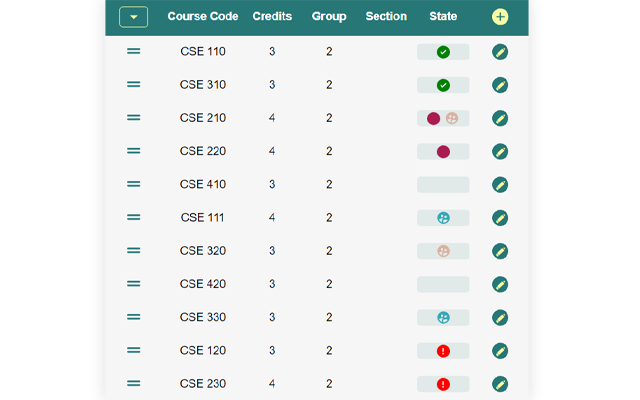 Course Code Credits Group Section State
CSE 110 3 2
CSE 310 3 2
CSE 210 4 2
CSE 220 4 2
CSE 410 3 2
CSE 111 4 2
CSE 320 3 2
CSE 420 3 2
CSE 330 3 2
CSE 120 3 2
CSE 230 4 2